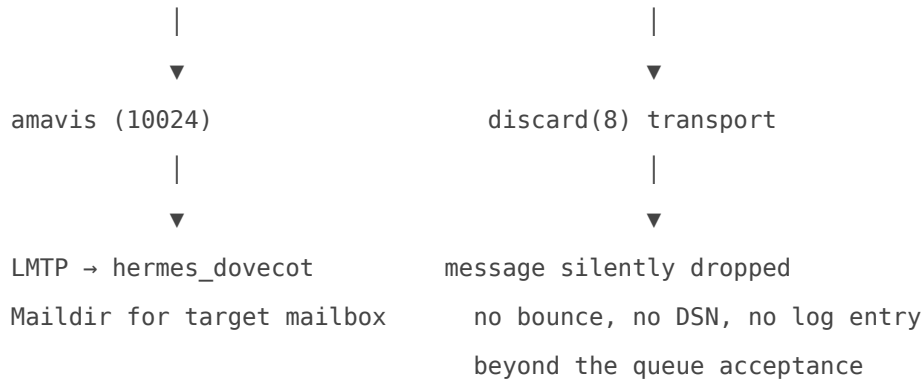 │ │
▼ ▼
amavis (10024) discard(8) transport
│ │
▼ ▼
LMTP → hermes_dovecot message silently dropped
Maildir for target mailbox no bounce, no DSN, no log entry
beyond the queue acceptance